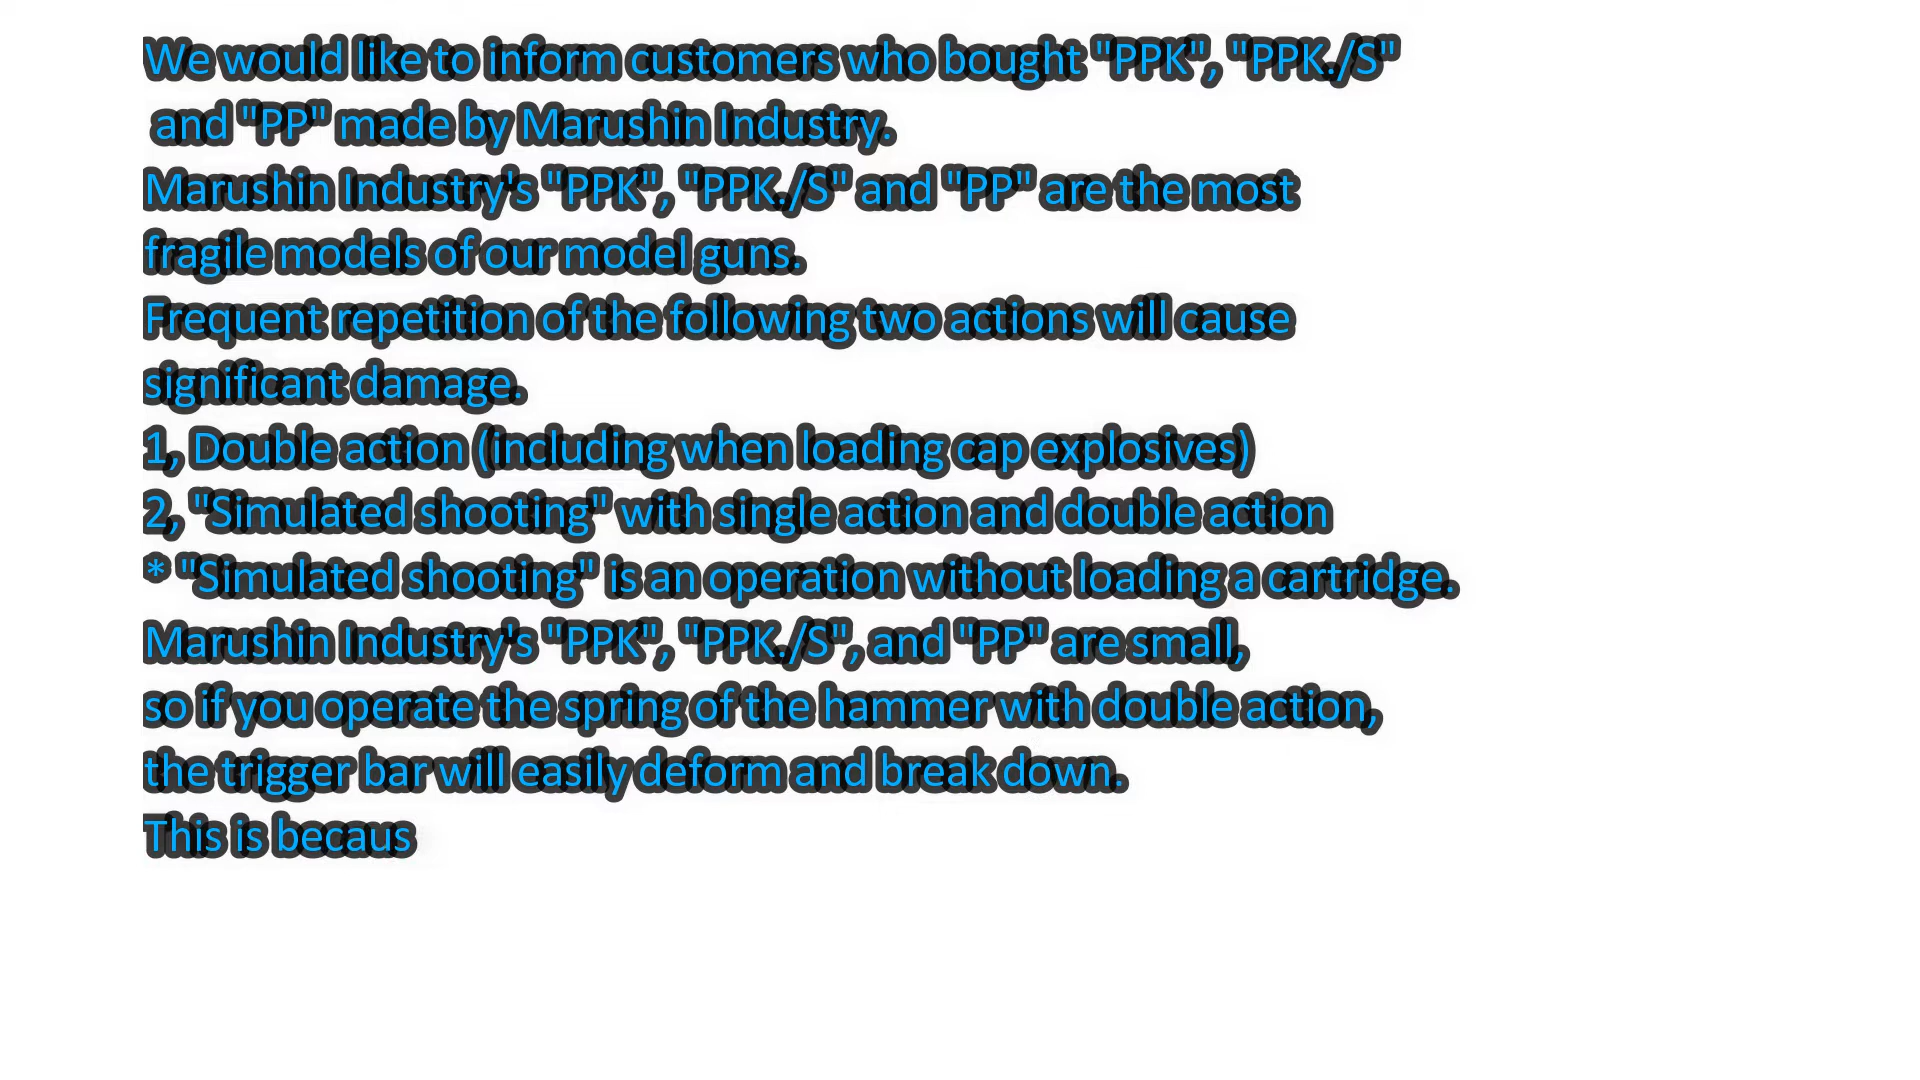 We would like to inform customers who bought "PPK", "PPK./S"
and "PP" made by Marushin Industry.
Marushin Industry's "PPK", "PPK./S" and "PP" are the most
fragile models of our model guns.
Frequent repetition of the following two actions will cause
significant damage.
1, Double action (including when loading cap explosives)
2, "Simulated shooting" with single action and double action
* "Simulated shooting" is an operation without loading a cartridge.
Marushin Industry's "PPK", "PPK./S", and "PP" are small,
so if you operate the spring of the hammer with double action,
the trigger bar will easily deform and break down.
This is becaus